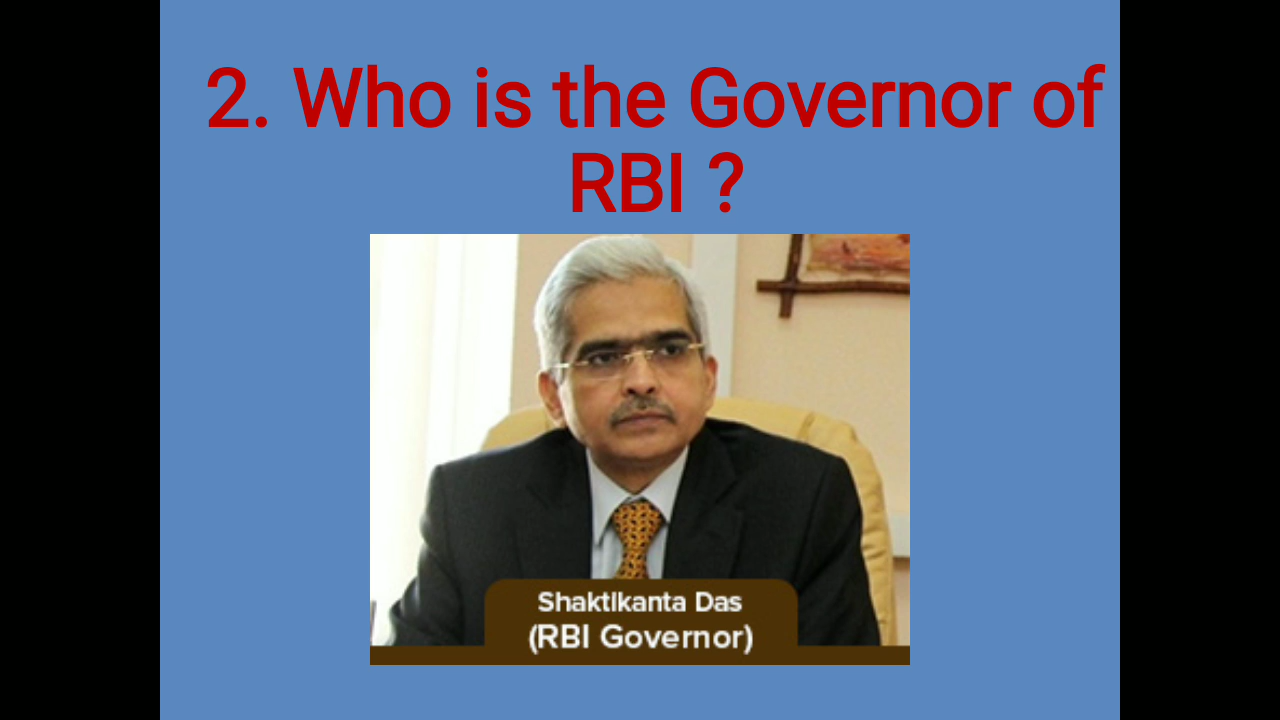 2. Who is the Governor of
RBI ?
Shaktikanta Das
(RBI Governor)